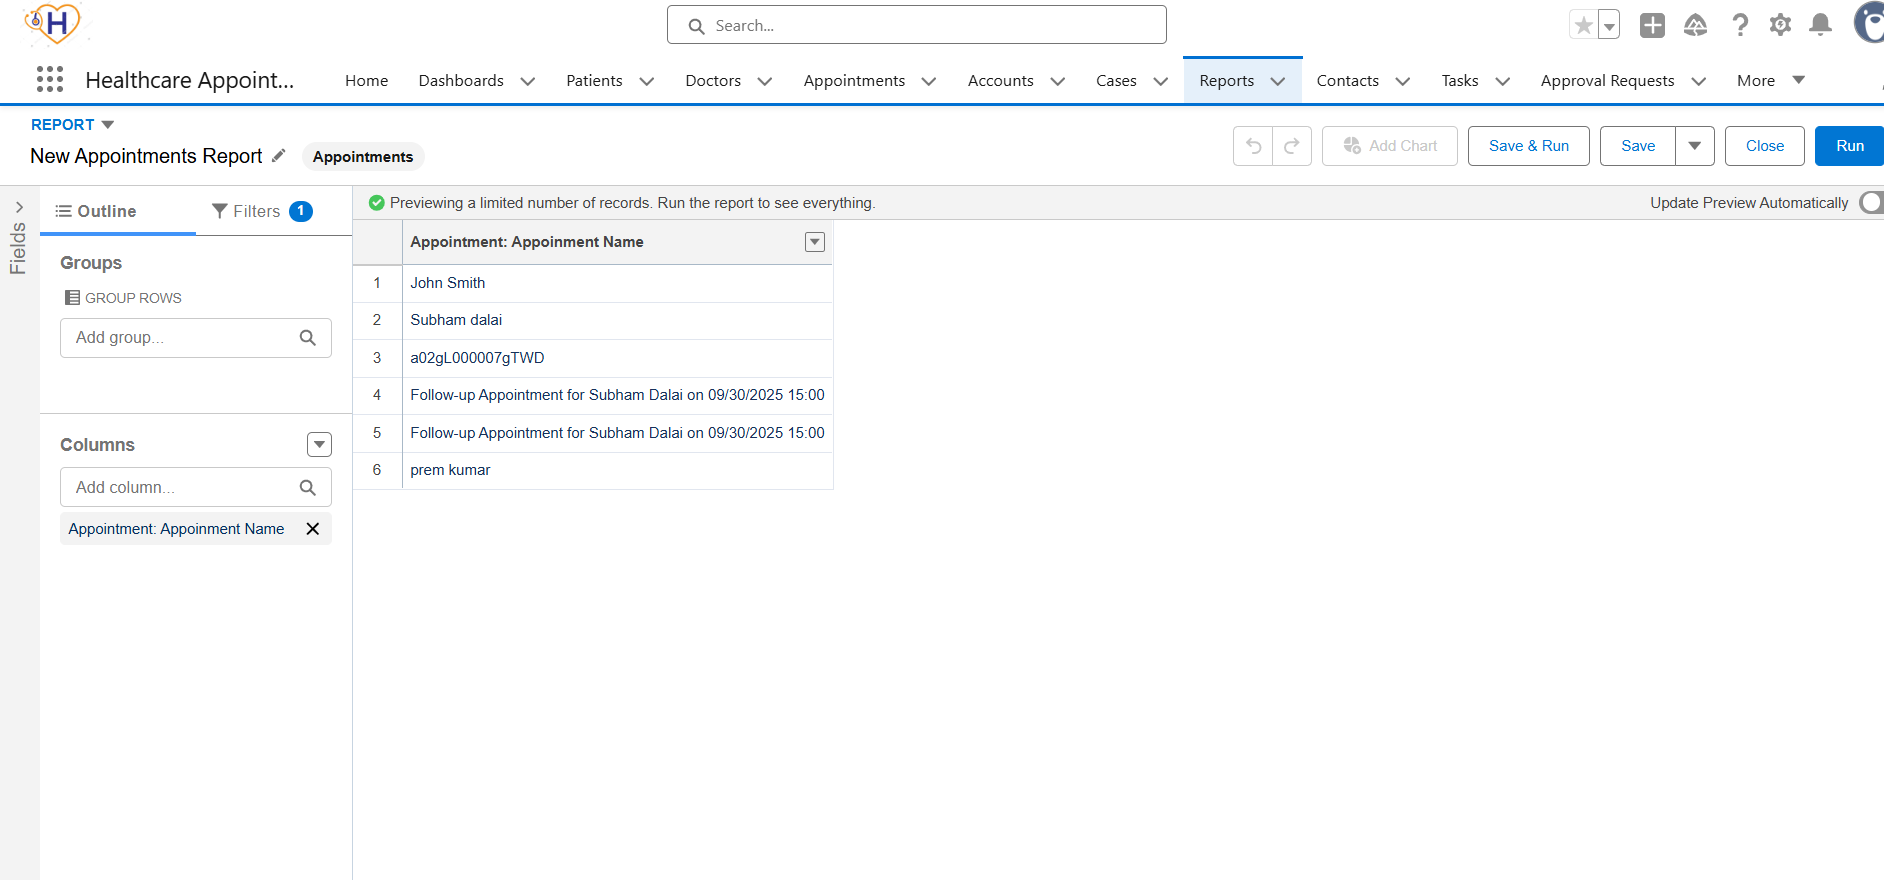 H
Search...
Healthcare Appoint... Home Dashboards Patients Doctors Appointments Accounts Cases Reports Contacts Tasks Approval Requests More
REPORT
New Appointments Report Appointments
Add Chart Save & Run Save Close Run
Fields
Outline Filters 1
Previewing a limited number of records. Run the report to see everything. Update Preview Automatically
Groups
GROUP ROWS
Add group...
Columns
Add column...
Appointment: Appoinment Name
Appointment: Appoinment Name
1 John Smith
2 Subham dalai
3 a02gL000007gTWD
4 Follow-up Appointment for Subham Dalai on 09/30/2025 15:00
5 Follow-up Appointment for Subham Dalai on 09/30/2025 15:00
6 prem kumar